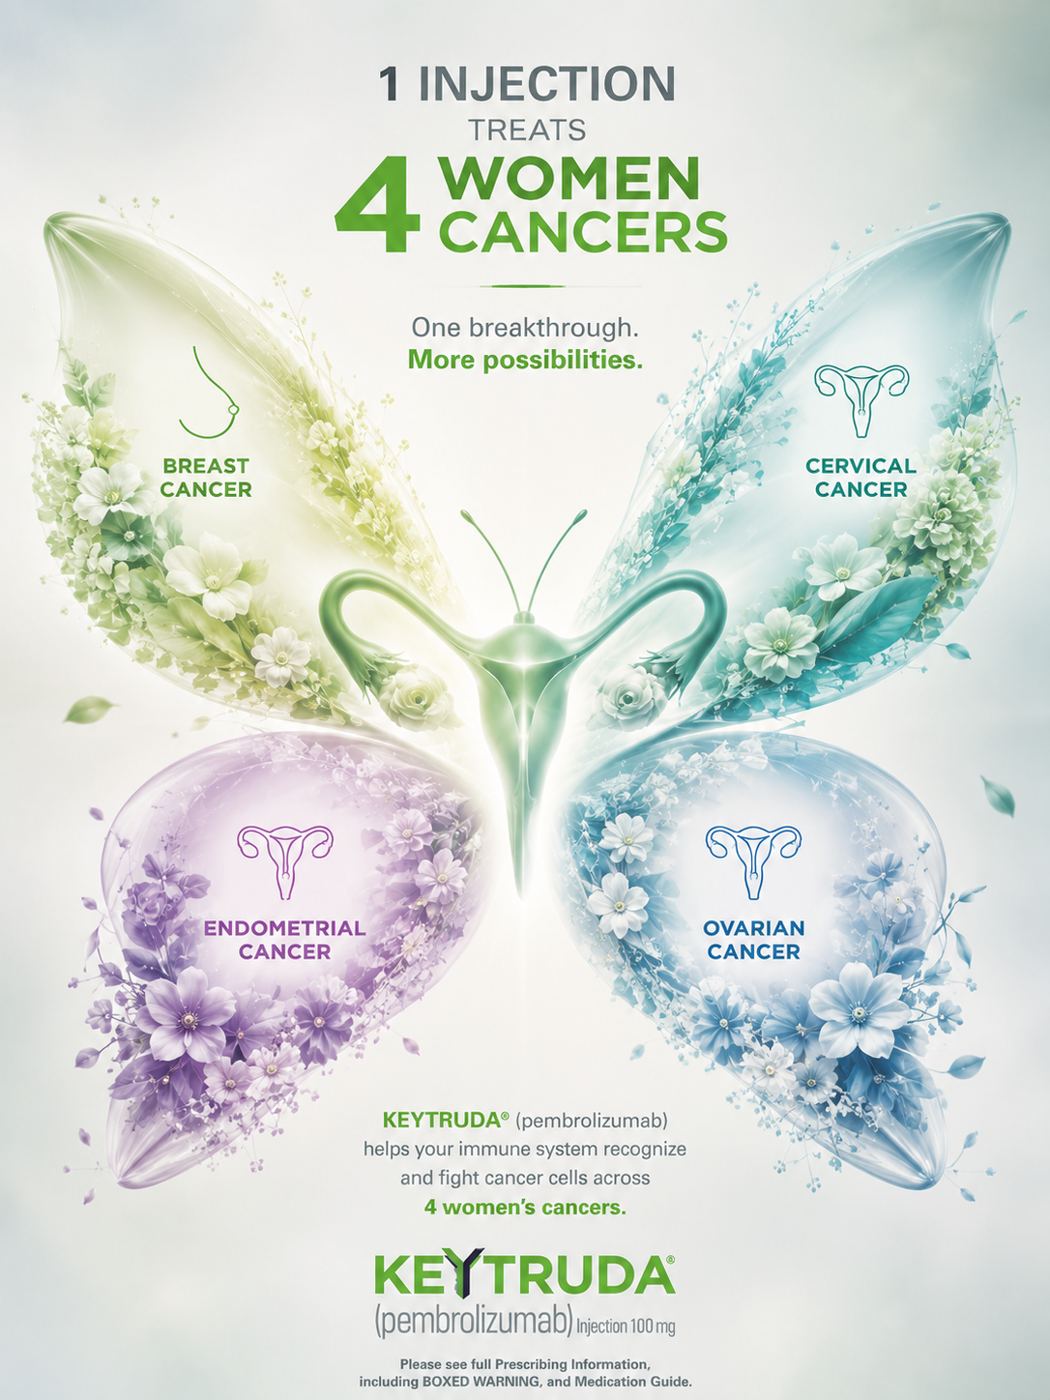 1 INJECTION
TREATS
4 WOMEN
CANCERS
One breakthrough.
More possibilities.
BREAST
CANCER
CERVICAL
CANCER
ENDOMETRIAL
CANCER
OVARIAN
CANCER
KEYTRUDA® (pembrolizumab)
helps your immune system recognize
and fight cancer cells across
4 women's cancers.
KEYTRUDA®
(pembrolizumab) Injection 100 mg
Please see full Prescribing Information,
including BOXED WARNING, and Medication Guide.